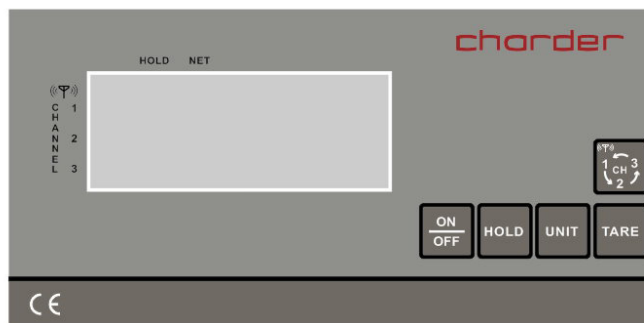 charder
HOLD NET
CHANNEL
1
2
3
1 CH 3
2
ON
OFF
HOLD
UNIT
TARE
CE